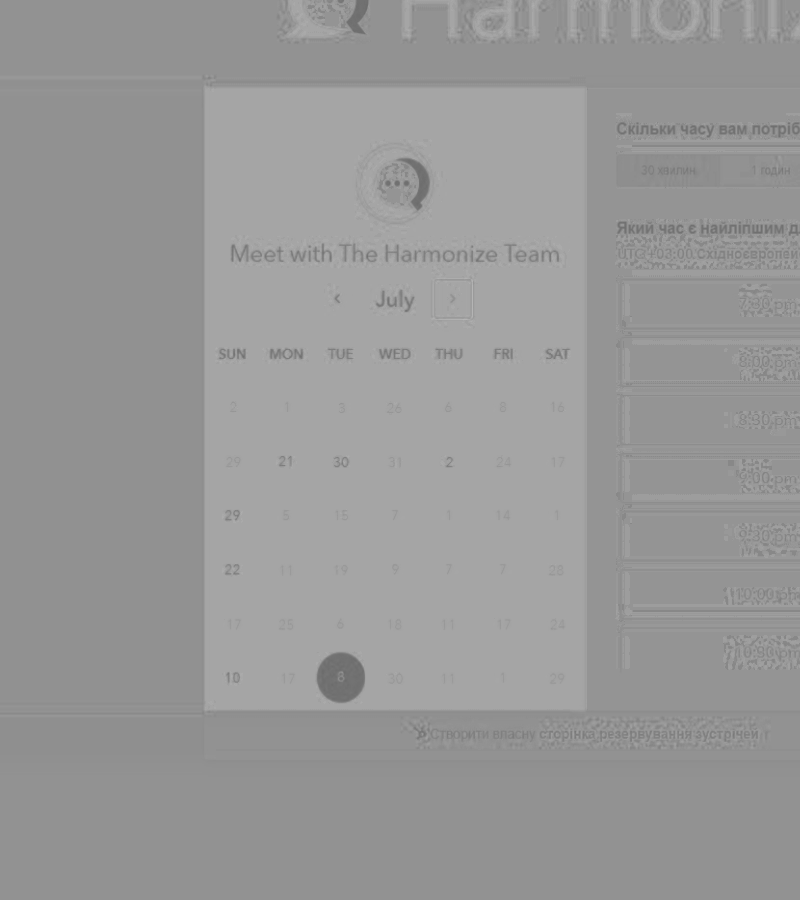 Harmoniz
Meet with The Harmonize Team
July
SUN MON TUE WED THU FRI SAT
2 1 3 26 6 8 16
29 21 30 31 2 24 17
29 5 15 7 1 14 1
22 11 19 9 7 7 28
17 25 6 18 11 17 24
10 17 8 30 11 1 29
Скільки часу вам потріб
30 хвилин 1 годин
Який час є найліпшим д
UTC +03:00 Східноєвропейи
7:30 pm
8:00 pm
8:30 pm
9:00 pm
9:30 pm
10:00 pm
10:30 pm
Створити власну сторінка резервування зустрічей